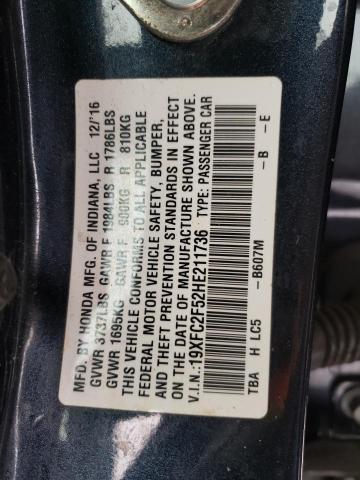 MFD. BY HONDA MFG. OF INDIANA, LLC 12/'16
GVWR 3737LBS GAWR F 1984LBS R 1786LBS
GVWR 1695KG GAWR F 900KG R 810KG
THIS VEHICLE CONFORMS TO ALL APPLICABLE
FEDERAL MOTOR VEHICLE SAFETY, BUMPER,
THEFT PREVENTION STANDARDS IN EFFECT
ON THE DATE OF MANUFACTURE SHOWN ABOVE.
V.I.N.:19XFC2F52HE211736 TYPE: PASSENGER CAR
TBA H LC5 -B607M -B -E